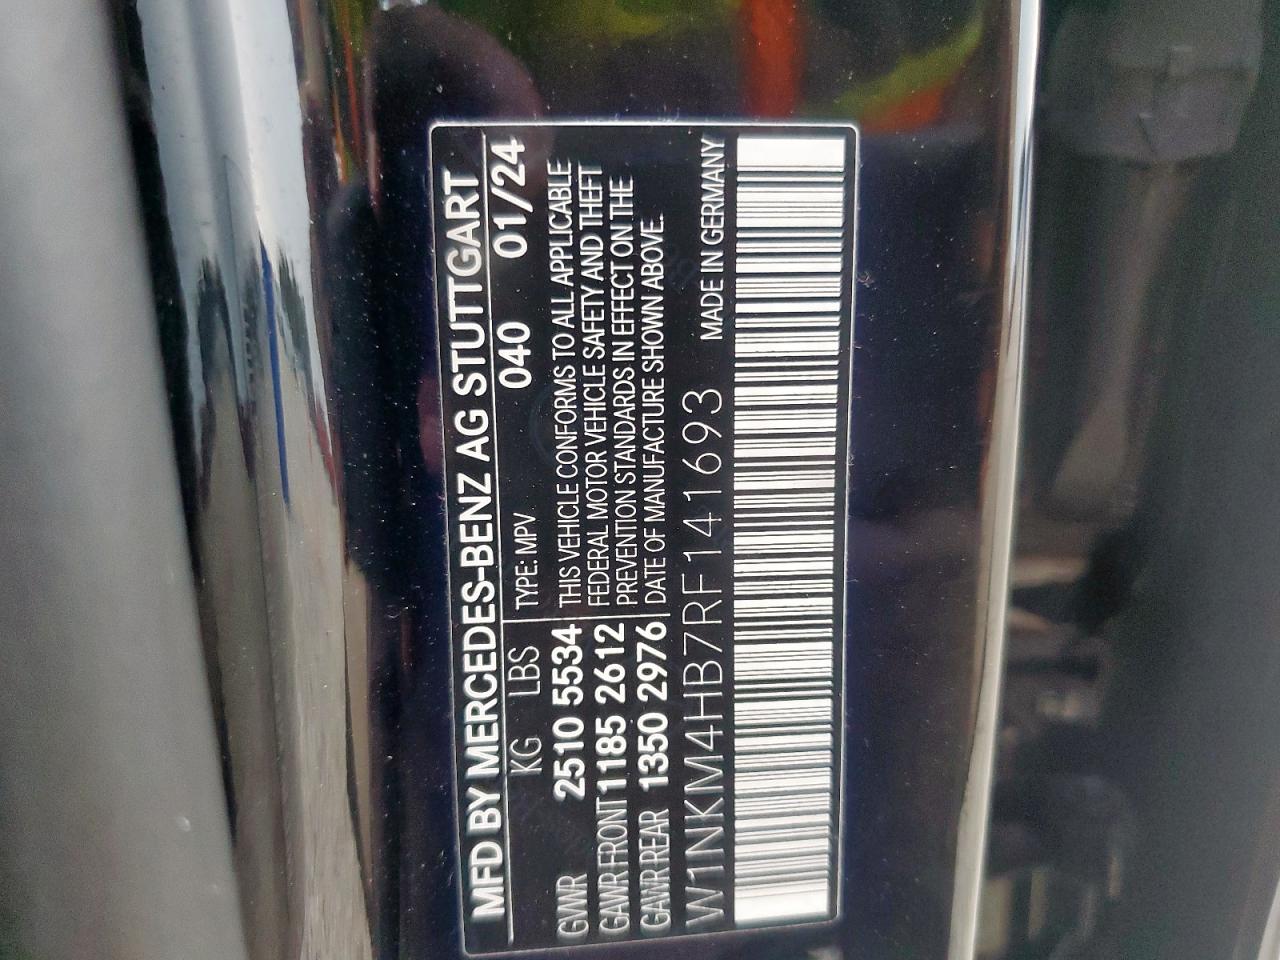 MFD BY MERCEDES-BENZ AG STUTTGART
KG LBS 040 01/24
TYPE: MPV
GVWR 2510 5534
GAWR FRONT 1185 2612
GAWR REAR 1350 2976
THIS VEHICLE CONFORMS TO ALL APPLICABLE
FEDERAL MOTOR VEHICLE SAFETY AND THEFT
PREVENTION STANDARDS IN EFFECT ON THE
DATE OF MANUFACTURE SHOWN ABOVE.
W1NKM4HB7RF141693 MADE IN GERMANY